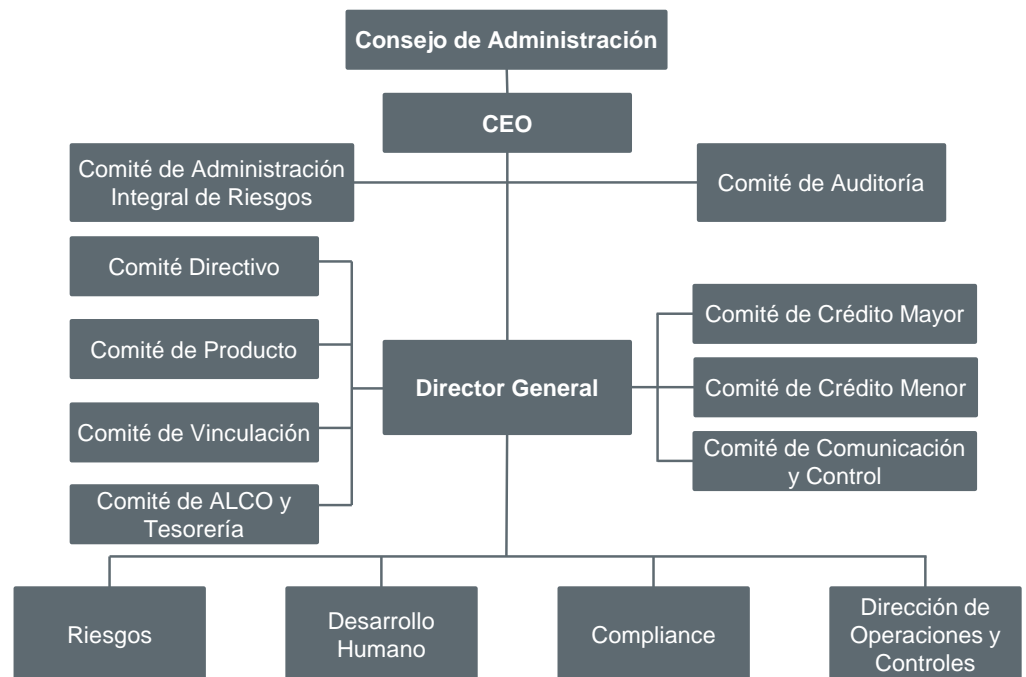 Consejo de Administración
CEO
Comité de Administración
Integral de Riesgos
Comité de Auditoría
Comité Directivo
Comité de Producto
Comité de Vinculación
Comité de ALCO y
Tesorería
Director General
Comité de Crédito Mayor
Comité de Crédito Menor
Comité de Comunicación
y Control
Riesgos
Desarrollo
Humano
Compliance
Dirección de
Operaciones y
Controles